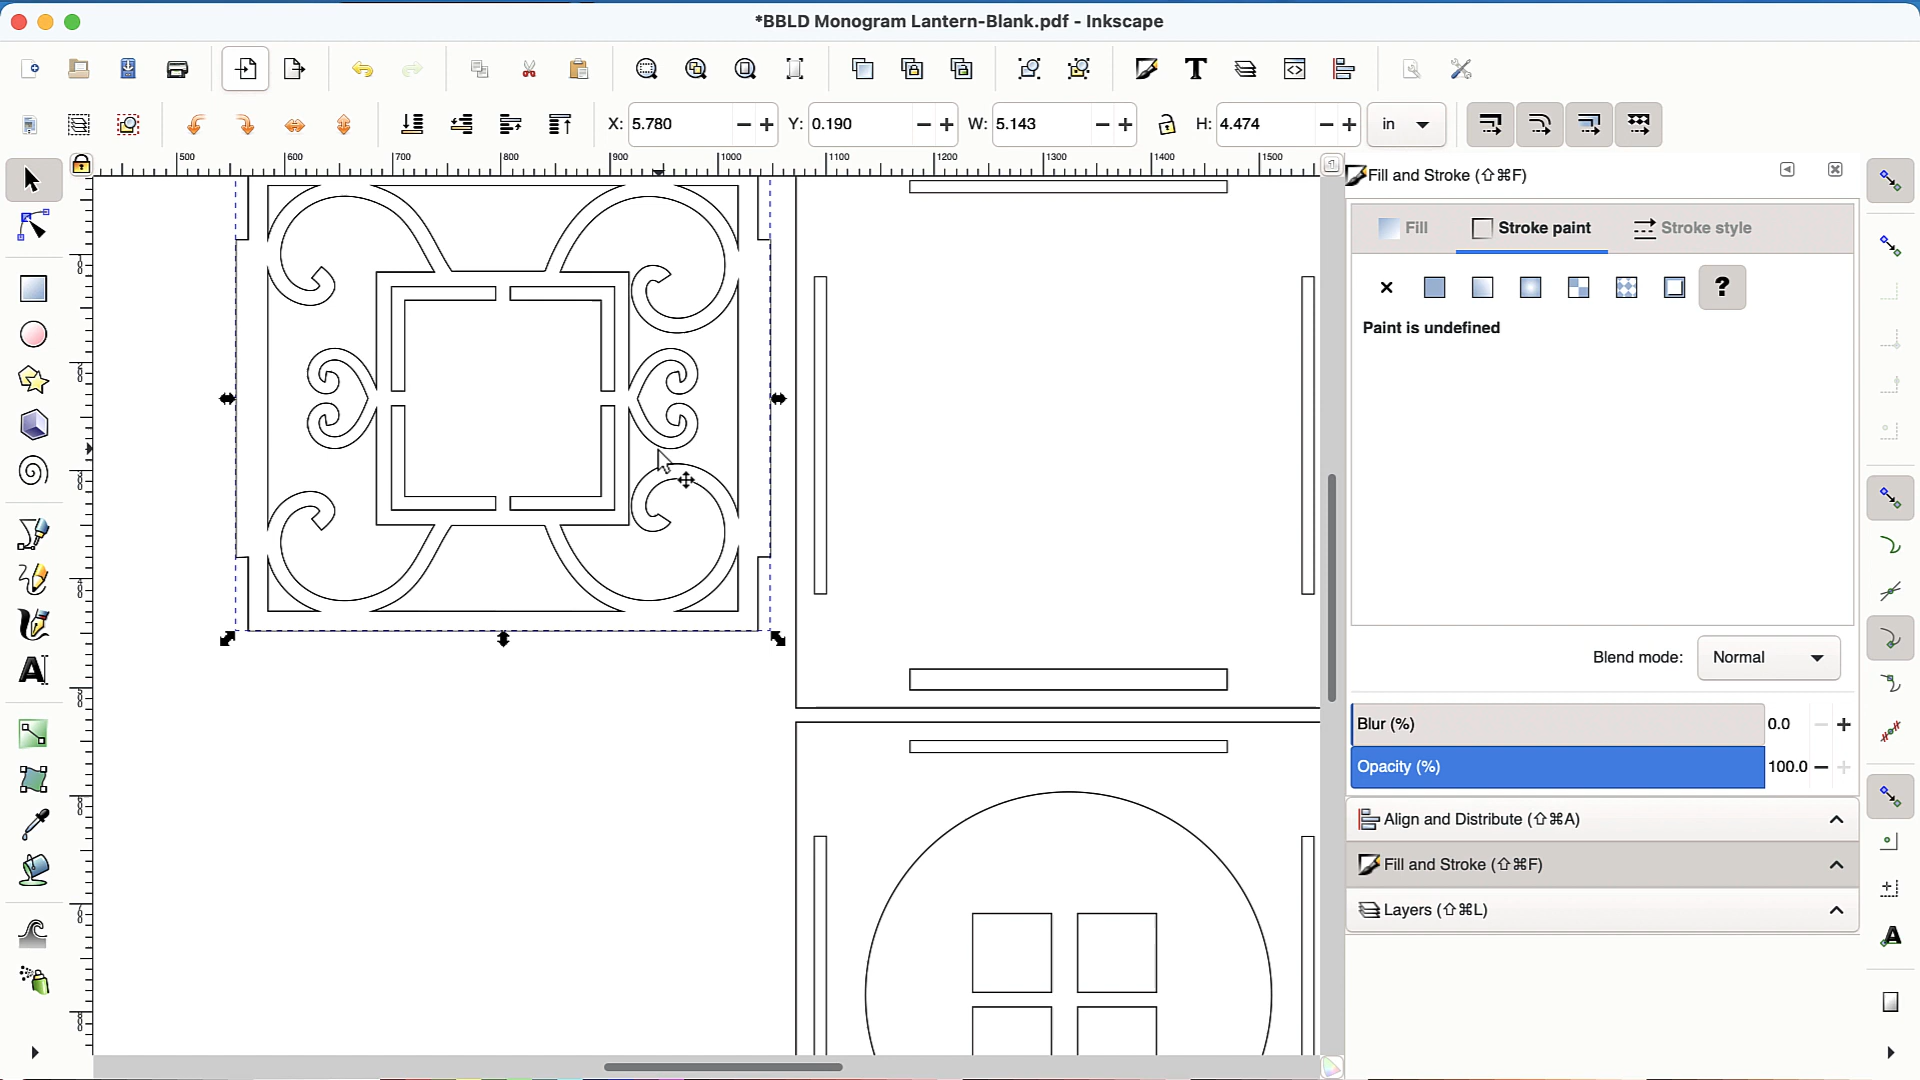 *BBLD Monogram Lantern-Blank.pdf - Inkscape
X: 5.780 Y: 0.190 W: 5.143 H: 4.474 in
500 600 700 800 900 1000 1100 1200 1300 1400 1500
Fill and Stroke (⇧⌘F)
Fill Stroke paint Stroke style
?
Paint is undefined
Blend mode: Normal
Blur (%) 0.0
Opacity (%) 100.0
Align and Distribute (⇧⌘A)
Fill and Stroke (⇧⌘F)
Layers (⇧⌘L)